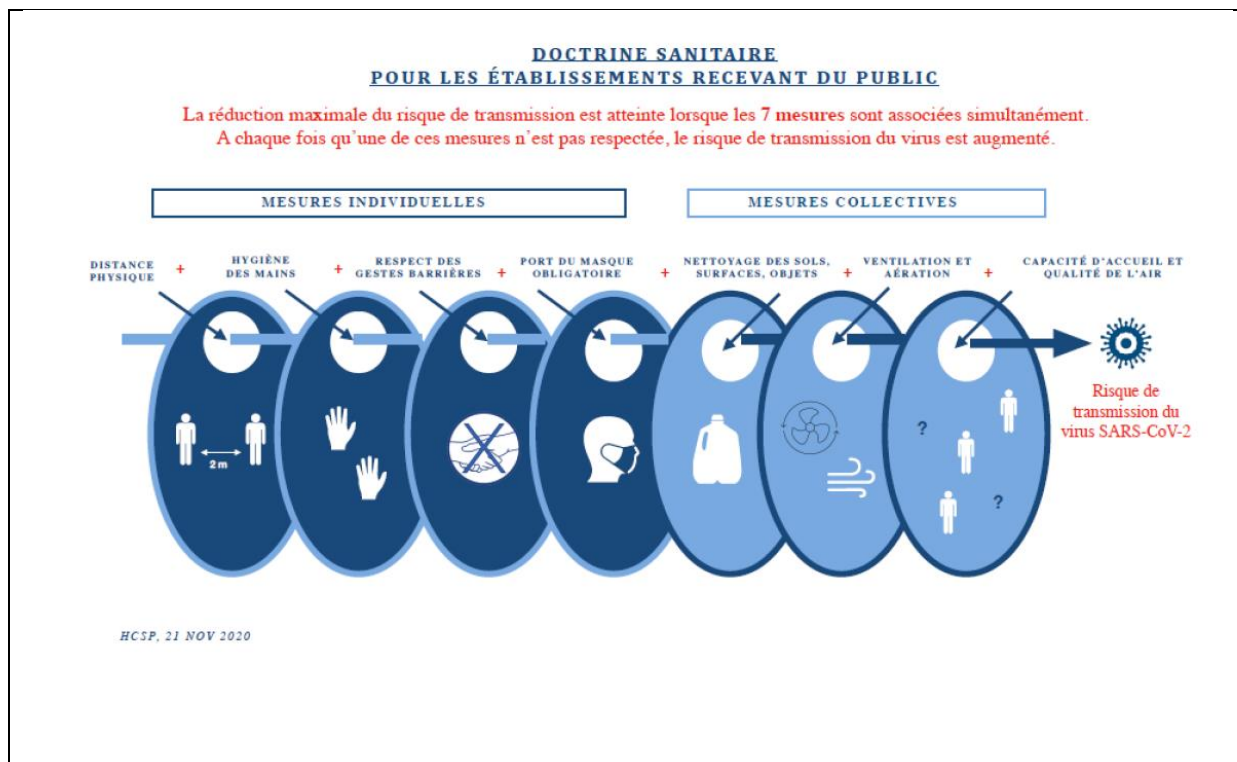 DOCTRINE SANITAIRE
POUR LES ÉTABLISSEMENTS RECEVANT DU PUBLIC
La réduction maximale du risque de transmission est atteinte lorsque les 7 mesures sont associées simultanément.
A chaque fois qu'une de ces mesures n'est pas respectée, le risque de transmission du virus est augmenté.
MESURES INDIVIDUELLES
MESURES COLLECTIVES
DISTANCE
PHYSIQUE
+
HYGIÈNE
DES MAINS
+
RESPECT DES
GESTES BARRIÈRES
+
PORT DU MASQUE
OBLIGATOIRE
+
NETTOYAGE DES SOLS,
SURFACES, OBJETS
+
VENTILATION ET
AÉRATION
+
CAPACITÉ D'ACCUEIL ET
QUALITÉ DE L'AIR
2 m
?
?
Risque de
transmission du
virus SARS-CoV-2
HCSP, 21 NOV 2020